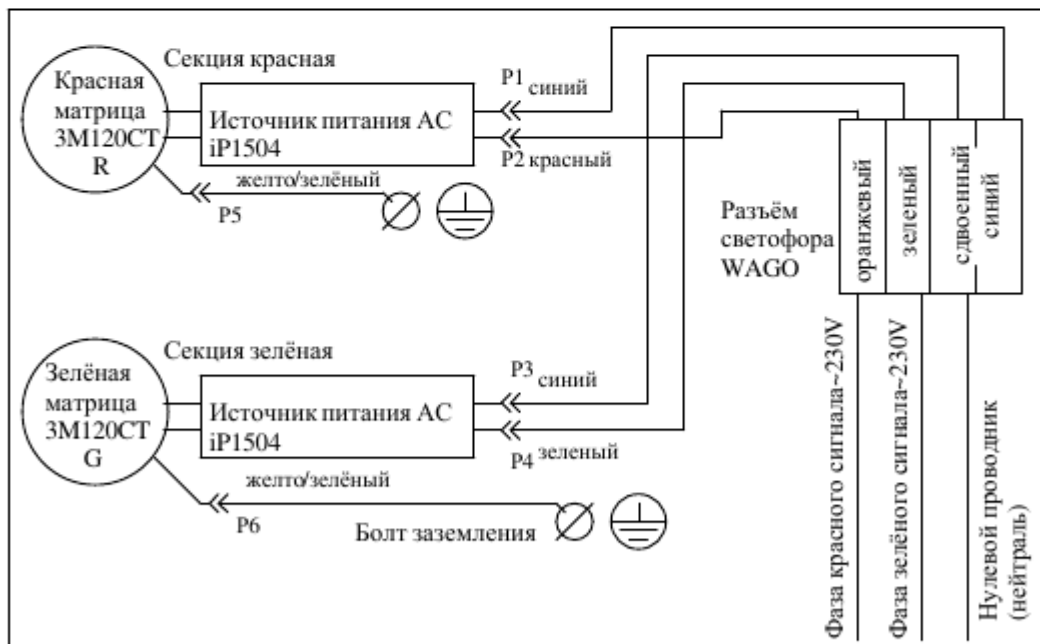 Секция красная
Красная
матрица
3М120СТ
R
Источник питания АС
iP1504
P1 синий
P2 красный
желто/зелёный
P5
Разъём
светофора
WAGO
оранжевый
зеленый
сдвоенный
синий
Секция зелёная
Зелёная
матрица
3М120СТ
G
Источник питания АС
iP1504
P3 синий
P4 зеленый
желто/зелёный
P6
Болт заземления
Фаза красного сигнала~230V
Фаза зелёного сигнала~230V
Нулевой проводник
(нейтраль)